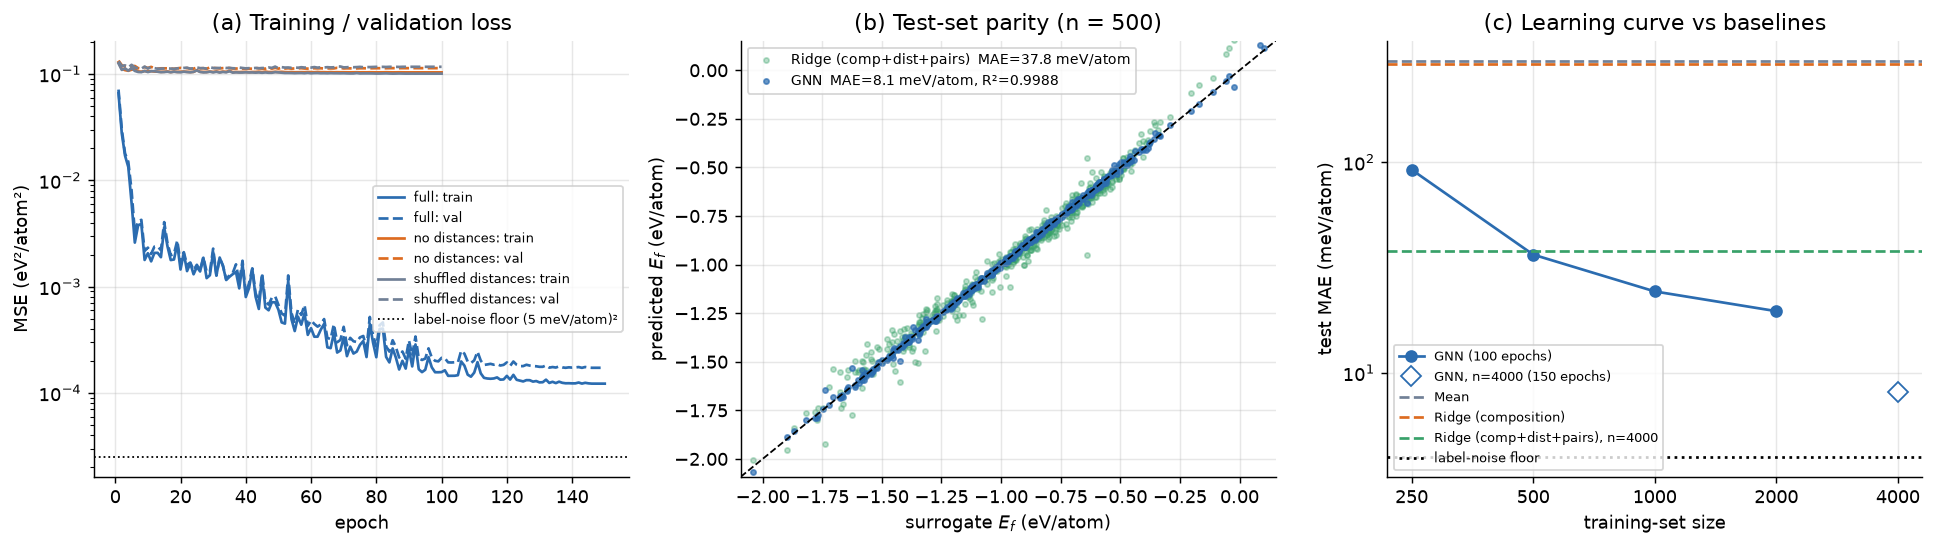 (a) Training / validation loss
MSE (eV²/atom²)
10⁻¹
10⁻²
10⁻³
10⁻⁴
full: train
full: val
no distances: train
no distances: val
shuffled distances: train
shuffled distances: val
label-noise floor (5 meV/atom)²
0 20 40 60 80 100 120 140
epoch
(b) Test-set parity (n = 500)
predicted E_f (eV/atom)
Ridge (comp+dist+pairs) MAE=37.8 meV/atom
GNN MAE=8.1 meV/atom, R²=0.9988
0.00
−0.25
−0.50
−0.75
−1.00
−1.25
−1.50
−1.75
−2.00
−2.00 −1.75 −1.50 −1.25 −1.00 −0.75 −0.50 −0.25 0.00
surrogate E_f (eV/atom)
(c) Learning curve vs baselines
test MAE (meV/atom)
10²
10¹
GNN (100 epochs)
GNN, n=4000 (150 epochs)
Mean
Ridge (composition)
Ridge (comp+dist+pairs), n=4000
label-noise floor
250 500 1000 2000 4000
training-set size